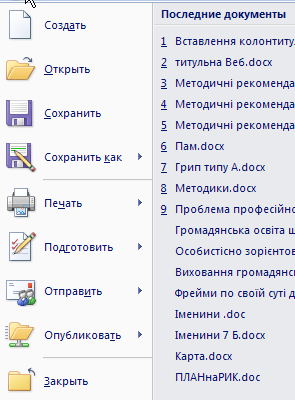 Создать
Открыть
Сохранить
Сохранить как
Печать
Подготовить
Отправить
Опубликовать
Закрыть
Последние документы
1 Вставлення колонтиту
2 титульна Веб.docx
3 Методичні рекоменда
4 Методичні рекоменда
5 Методичні рекоменда
6 Пам.docx
7 Грип типу А.docx
8 Методики.docx
9 Проблема професійно
Громадянська освіта ш
Особистісно зорієнтов
Виховання громадянсь
Фрейми по своїй суті д
Іменини .doc
Іменини 7 Б.docx
Карта.docx
ПЛАНнаРИК.doc